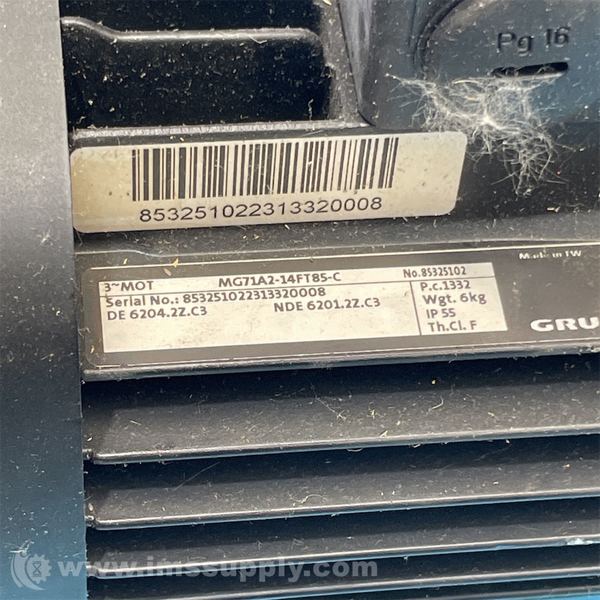 Pg 16
853251022313320008
Made in TW
3~MOT MG71A2-14FT85-C No.85325102
Serial No.: 853251022313320008 P.c.1332
DE 6204.2Z.C3 NDE 6201.2Z.C3 Wgt. 6kg
IP 55
Th.Cl. F
GRU
www.imssupply.com